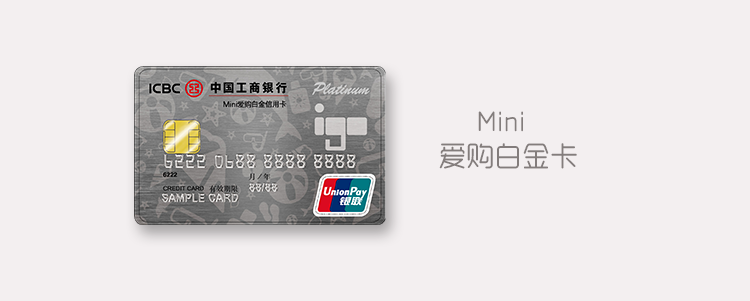 ICBC 中国工商银行 Platinum
Mini爱购白金信用卡
igo
6222 0688 8888 8888
6222
月/年
CREDIT CARD 有效期限 88/88
SAMPLE CARD
UnionPay
银联
Mini
爱购白金卡